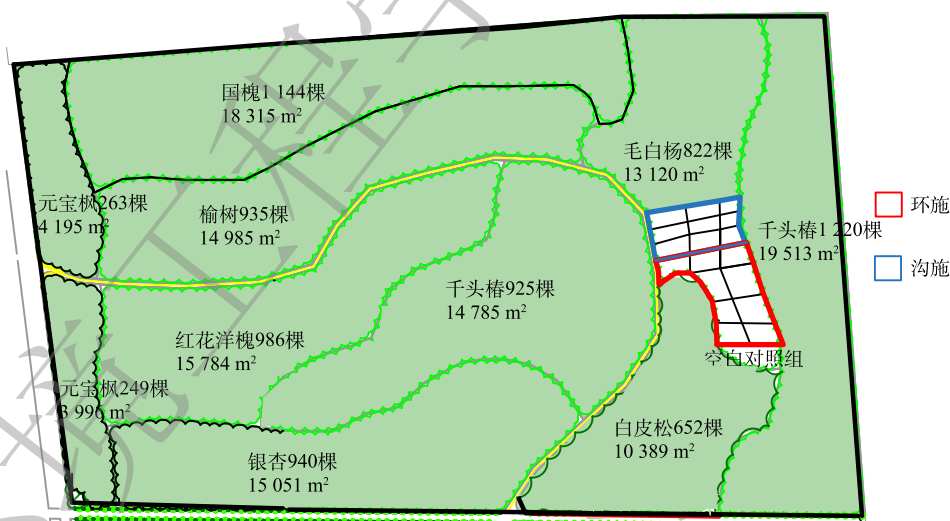 国槐1 144棵
18 315 m²
毛白杨822棵
13 120 m²
元宝枫263棵
4 195 m²
榆树935棵
14 985 m²
千头椿1 220棵
19 513 m²
环施
沟施
千头椿925棵
14 785 m²
红花洋槐986棵
15 784 m²
空白对照组
元宝枫249棵
3 996 m²
白皮松652棵
10 389 m²
银杏940棵
15 051 m²
境工程学